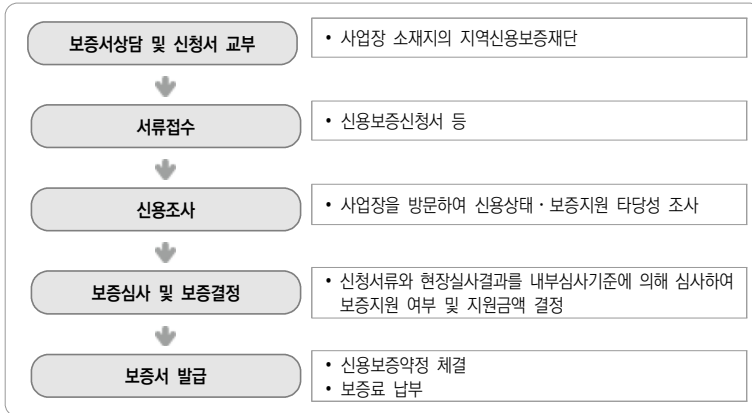 보증서상담 및 신청서 교부
• 사업장 소재지의 지역신용보증재단
서류접수
• 신용보증신청서 등
신용조사
• 사업장을 방문하여 신용상태 · 보증지원 타당성 조사
보증심사 및 보증결정
• 신청서류와 현장실사결과를 내부심사기준에 의해 심사하여
보증지원 여부 및 지원금액 결정
보증서 발급
• 신용보증약정 체결
• 보증료 납부